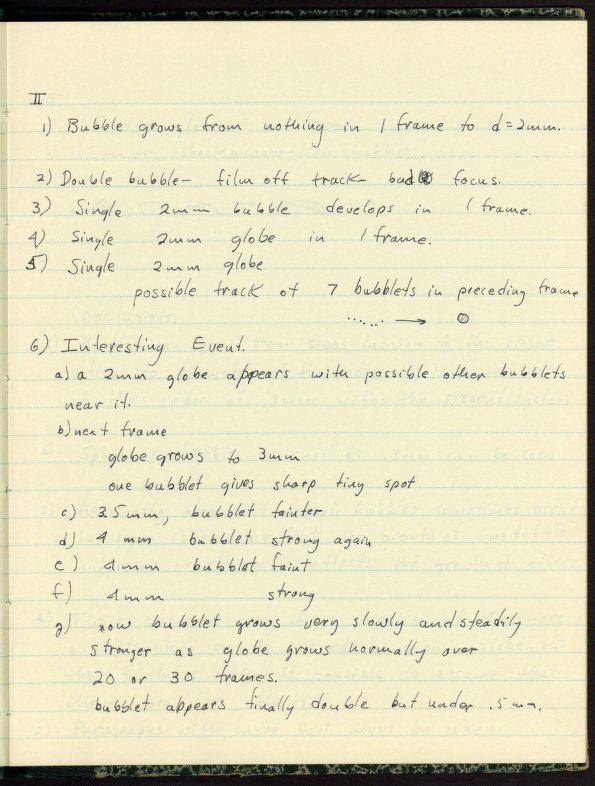 II
1) Bubble grows from nothing in 1 frame to d=2mm.
2) Double bubble – film off track – bad focus.
3) Single 2mm bubble develops in 1 frame.
4) Single 2mm globe in 1 frame.
5) Single 2mm globe
possible track of 7 bubblets in preceding frame
6) Interesting Event.
a) a 2mm globe appears with possible other bubblets
near it.
b) next frame
globe grows to 3mm
one bubblet gives sharp tiny spot
c) 3.5mm, bubblet fainter
d) 4 mm bubblet strong again
e) 4mm bubblet faint
f) 4mm strong
g) now bubblet grows very slowly and steadily
stronger as globe grows normally over
20 or 30 frames.
bubblet appears finally double but under .5mm.